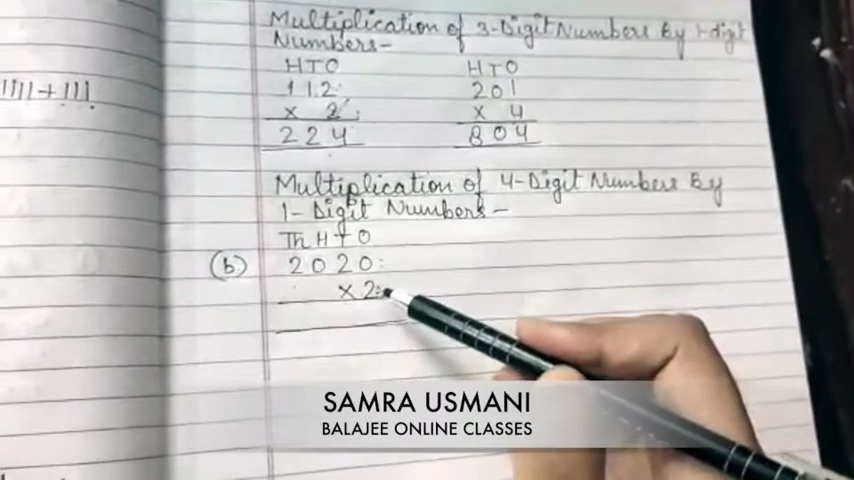 1111+111
Multiplication of 3-Digit Numbers By 1-digit
Numbers-
HTO HTO
112 201
x 2 x 4
224 804
Multiplication of 4-Digit Numbers By
1-Digit Numbers-
Th H T O
(b) 2020
x2
SAMRA USMANI
BALAJEE ONLINE CLASSES